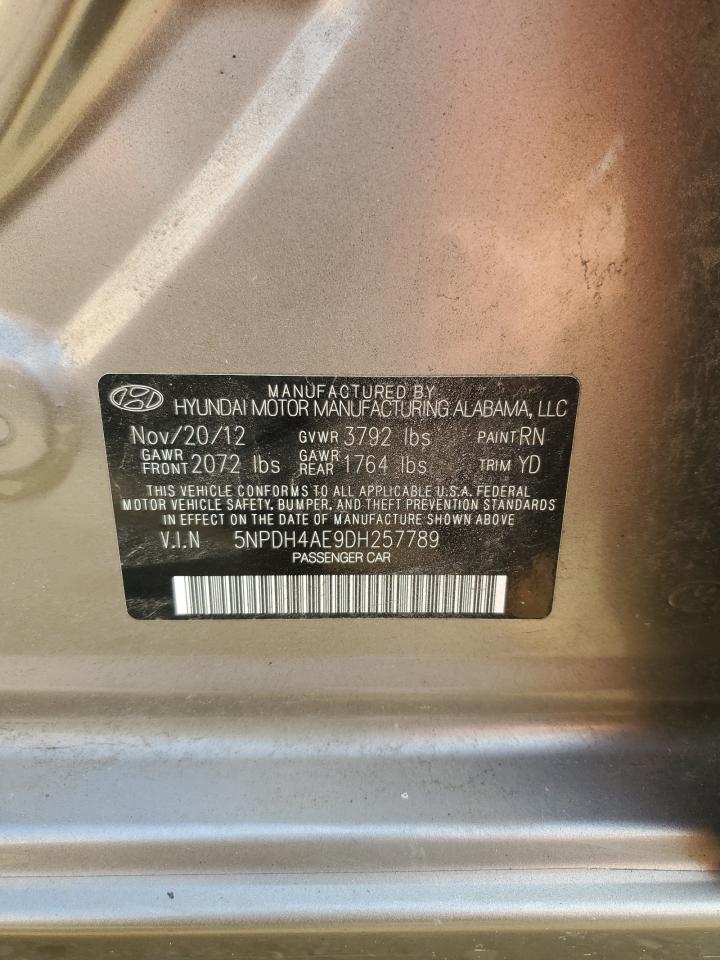 MANUFACTURED BY
HYUNDAI MOTOR MANUFACTURING ALABAMA, LLC
Nov/20/12 GVWR 3792 lbs PAINT RN
GAWR FRONT 2072 lbs GAWR REAR 1764 lbs TRIM YD
THIS VEHICLE CONFORMS TO ALL APPLICABLE U.S.A. FEDERAL
MOTOR VEHICLE SAFETY, BUMPER, AND THEFT PREVENTION STANDARDS
IN EFFECT ON THE DATE OF MANUFACTURE SHOWN ABOVE
V.I.N 5NPDH4AE9DH257789
PASSENGER CAR